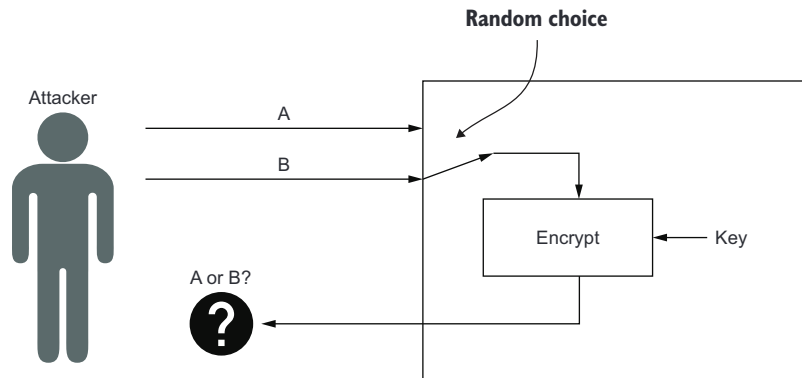 Random choice
Attacker
A
B
Encrypt
Key
A or B?
?